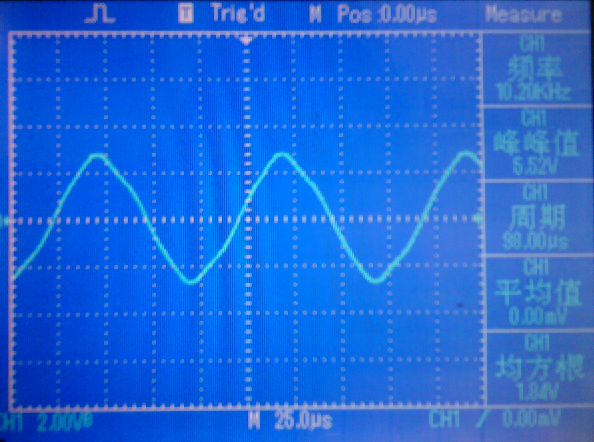 T Trig'd M Pos:0.00μs Measure
CH1
频率
10.20KHz
CH1
峰峰值
5.52V
CH1
周期
98.00μs
CH1
平均值
0.00mV
CH1
均方根
1.84V
CH1 2.00VB M 25.0μs CH1 / 0.00mV